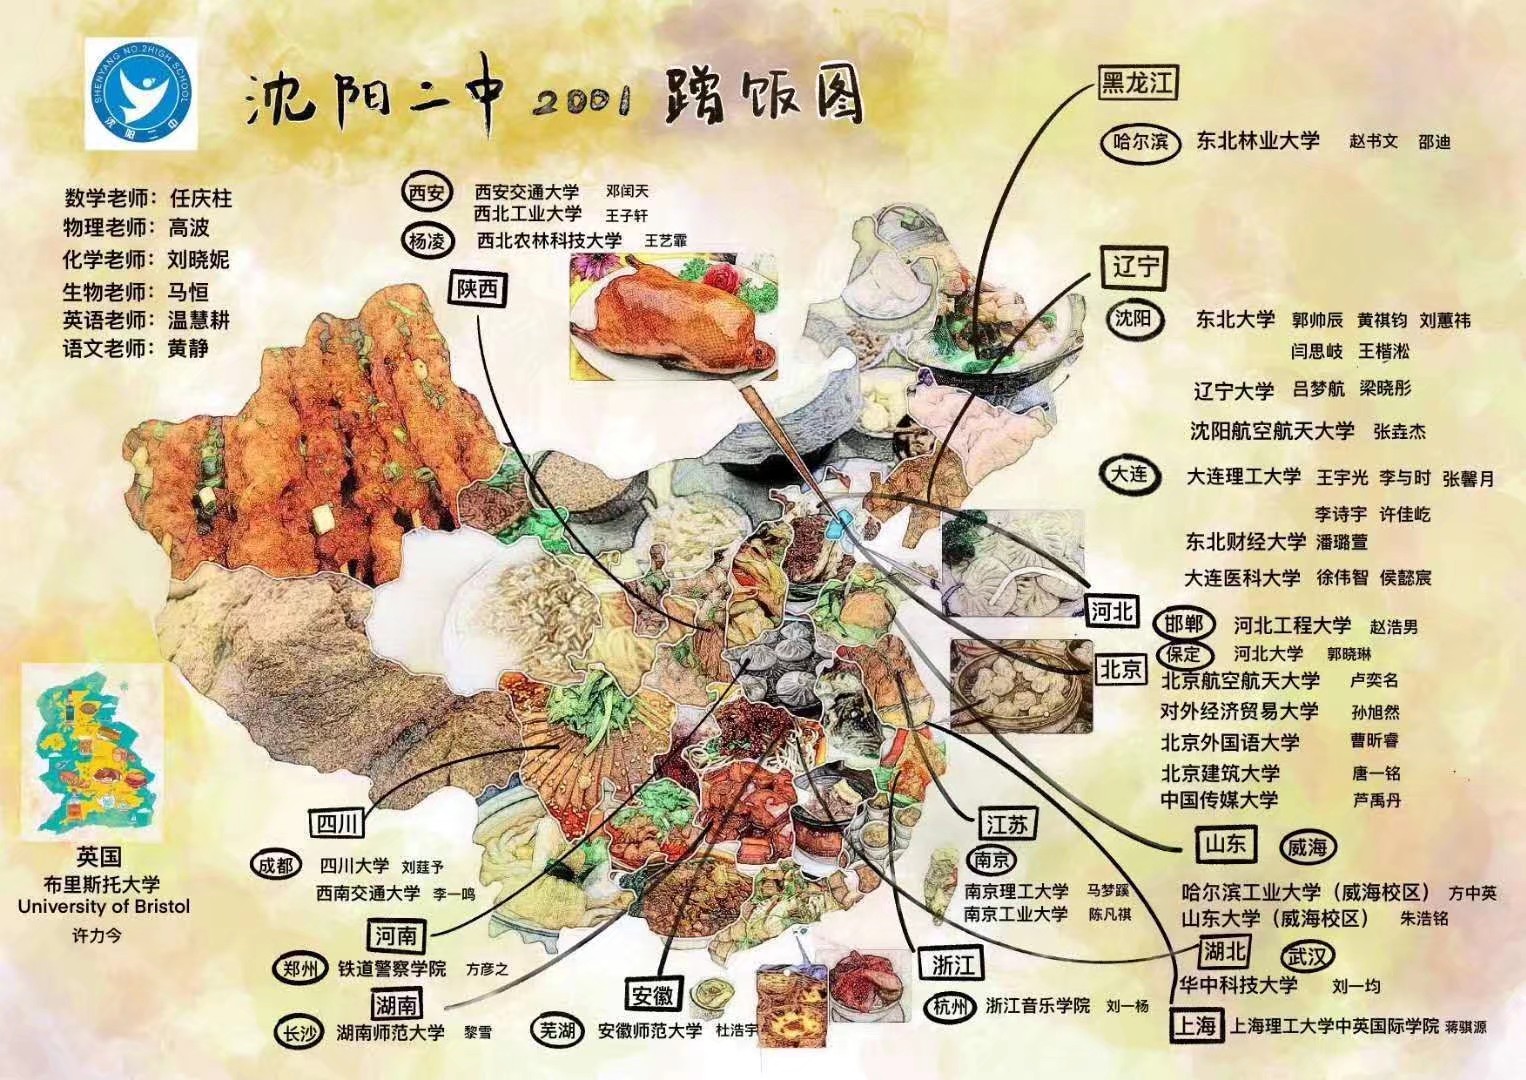 SHENYANG NO.2HIGH SCHOOL
沈阳二中
沈阳二中 2001 蹭饭图
数学老师：任庆柱
物理老师：高波
化学老师：刘晓妮
生物老师：马恒
英语老师：温慧耕
语文老师：黄静
西安 西安交通大学 邓闰天
西北工业大学 王子轩
杨凌 西北农林科技大学 王艺霏
陕西
黑龙江
哈尔滨 东北林业大学 赵书文 邵迪
辽宁
沈阳 东北大学 郭帅辰 黄祺钧 刘蕙祎
闫思岐 王楷淞
辽宁大学 吕梦航 梁晓彤
沈阳航空航天大学 张垚杰
大连 大连理工大学 王宇光 李与时 张馨月
李诗宇 许佳屹
东北财经大学 潘璐萱
大连医科大学 徐伟智 侯懿宸
河北
邯郸 河北工程大学 赵浩男
保定 河北大学 郭晓琳
北京
北京航空航天大学 卢奕名
对外经济贸易大学 孙旭然
北京外国语大学 曹昕睿
北京建筑大学 唐一铭
中国传媒大学 芦禹丹
山东 威海
哈尔滨工业大学（威海校区） 方中英
山东大学（威海校区） 朱浩铭
湖北 武汉
华中科技大学 刘一均
上海 上海理工大学中英国际学院 蒋骐源
江苏
南京
南京理工大学 马梦蹊
南京工业大学 陈凡祺
浙江
杭州 浙江音乐学院 刘一杨
四川
成都 四川大学 刘莛予
西南交通大学 李一鸣
河南
郑州 铁道警察学院 方彦之
湖南
长沙 湖南师范大学 黎雪
安徽
芜湖 安徽师范大学 杜浩宇
英国
布里斯托大学
University of Bristol
许力今